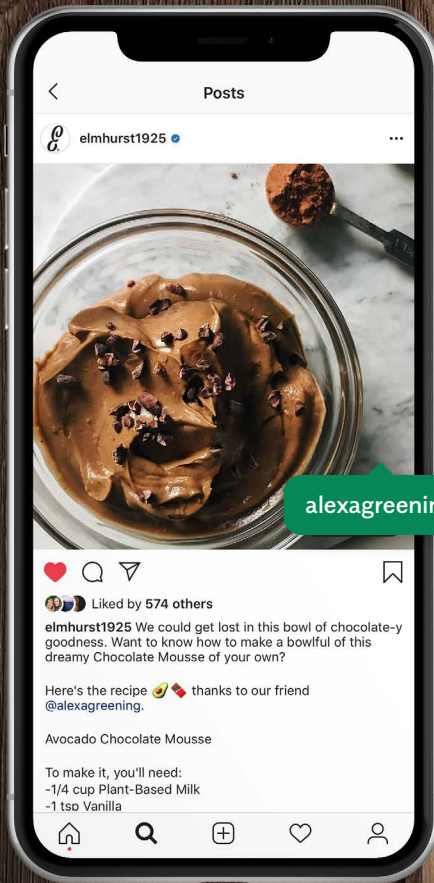 Posts
elmhurst1925
alexagreenin
Liked by 574 others
elmhurst1925 We could get lost in this bowl of chocolate-y
goodness. Want to know how to make a bowlful of this
dreamy Chocolate Mousse of your own?
Here's the recipe 🥑🍫 thanks to our friend
@alexagreening.
Avocado Chocolate Mousse
To make it, you'll need:
-1/4 cup Plant-Based Milk
-1 tsp Vanilla